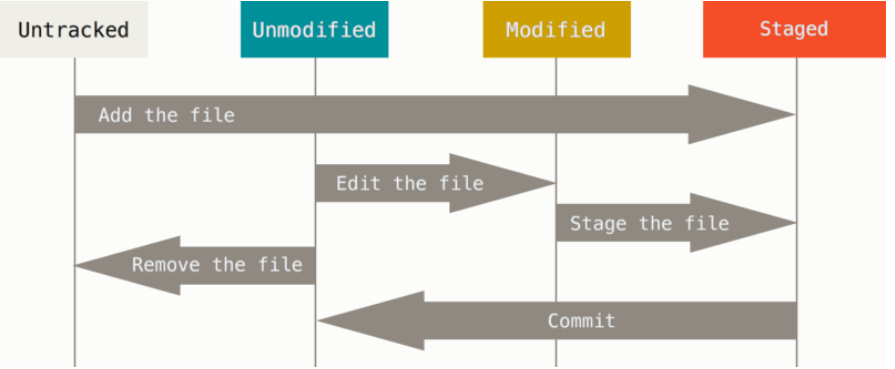 Untracked
Unmodified
Modified
Staged
Add the file
Edit the file
Stage the file
Remove the file
Commit